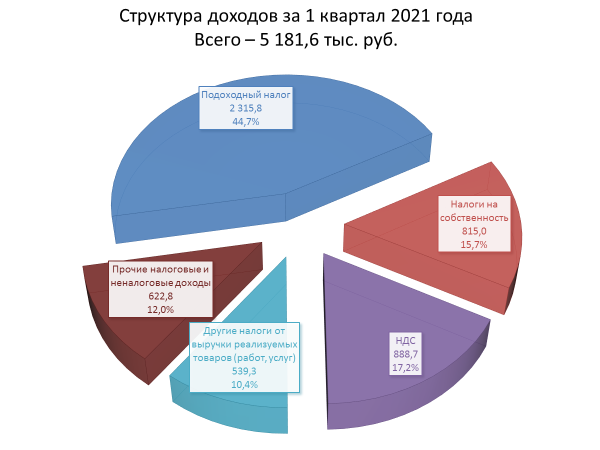 Структура доходов за 1 квартал 2021 года
Всего – 5 181,6 тыс. руб.
Подоходный налог
2 315,8
44,7%
Налоги на
собственность
815,0
15,7%
НДС
888,7
17,2%
Другие налоги от
выручки реализуемых
товаров (работ,услуг)
539,3
10,4%
Прочие налоговые и
неналоговые доходы
622,8
12,0%